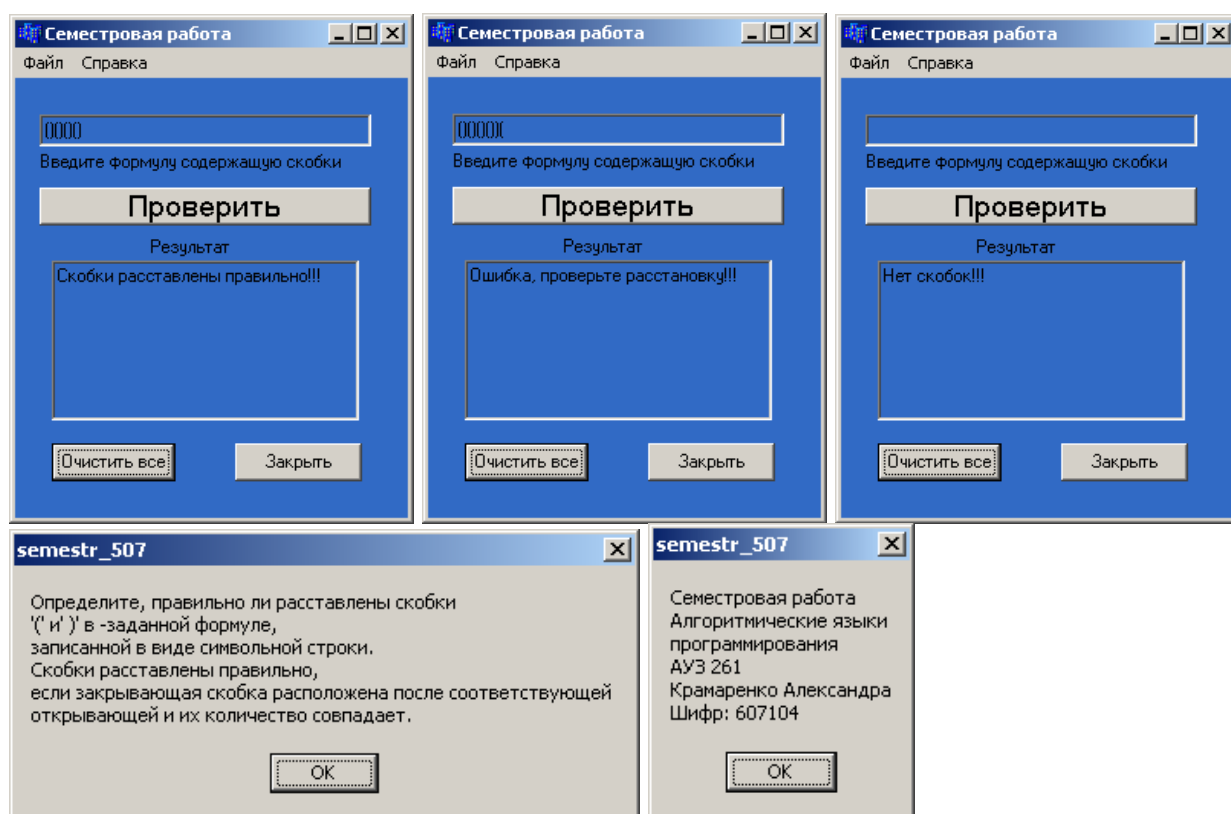 Семестровая работа
Файл Справка
()()()()
Введите формулу содержащую скобки
Проверить
Результат
Скобки расставлены правильно!!!
Очистить все
Закрыть
Семестровая работа
Файл Справка
()()()())(
Введите формулу содержащую скобки
Проверить
Результат
Ошибка, проверьте расстановку!!!
Очистить все
Закрыть
Семестровая работа
Файл Справка
Введите формулу содержащую скобки
Проверить
Результат
Нет скобок!!!
Очистить все
Закрыть
semestr_507
Определите, правильно ли расставлены скобки
'(' и' )' в -заданной формуле,
записанной в виде символьной строки.
Скобки расставлены правильно,
если закрывающая скобка расположена после соответствующей
открывающей и их количество совпадает.
OK
semestr_507
Семестровая работа
Алгоритмические языки
программирования
АУЗ 261
Крамаренко Александра
Шифр: 607104
OK